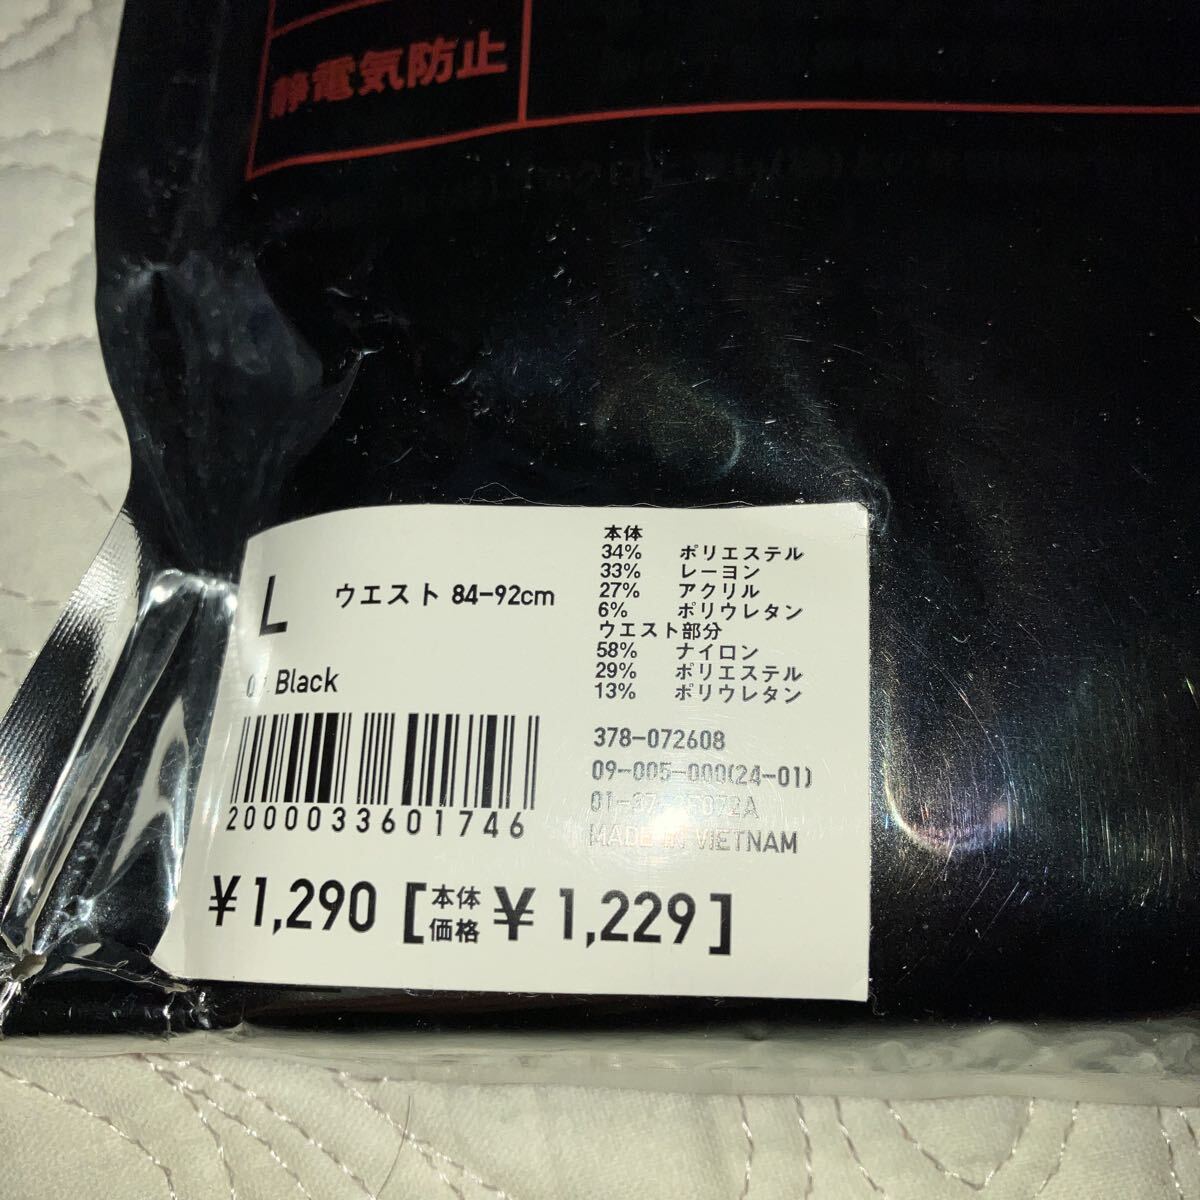 静電気防止
L ウエスト 84-92cm
Black
2000033601746
本体
34% ポリエステル
33% レーヨン
27% アクリル
6% ポリウレタン
ウエスト部分
58% ナイロン
29% ポリエステル
13% ポリウレタン
378-072608
09-005-000(24-01)
MADE IN VIETNAM
¥1,290 [本体価格 ¥1,229]